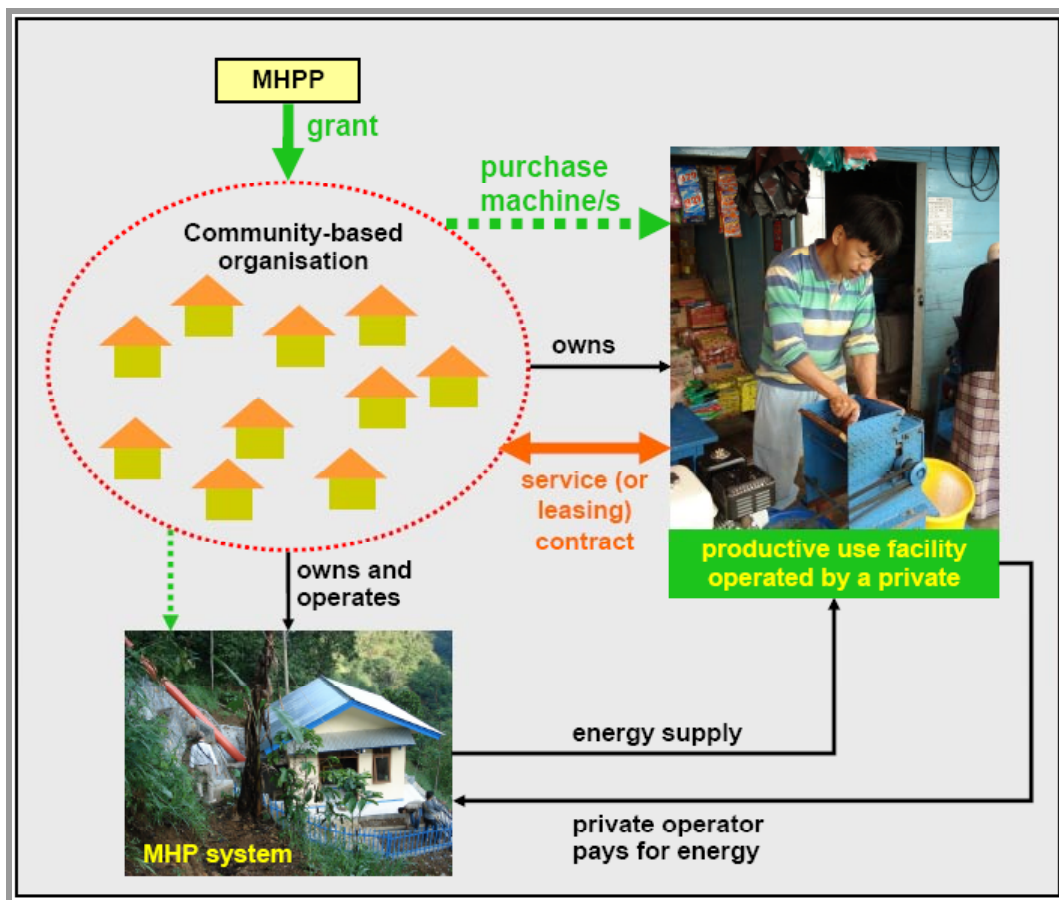 MHPP
grant
purchase
machine/s
Community-based
organisation
owns
service (or
leasing)
contract
productive use facility
operated by a private
owns and
operates
MHP system
energy supply
private operator
pays for energy